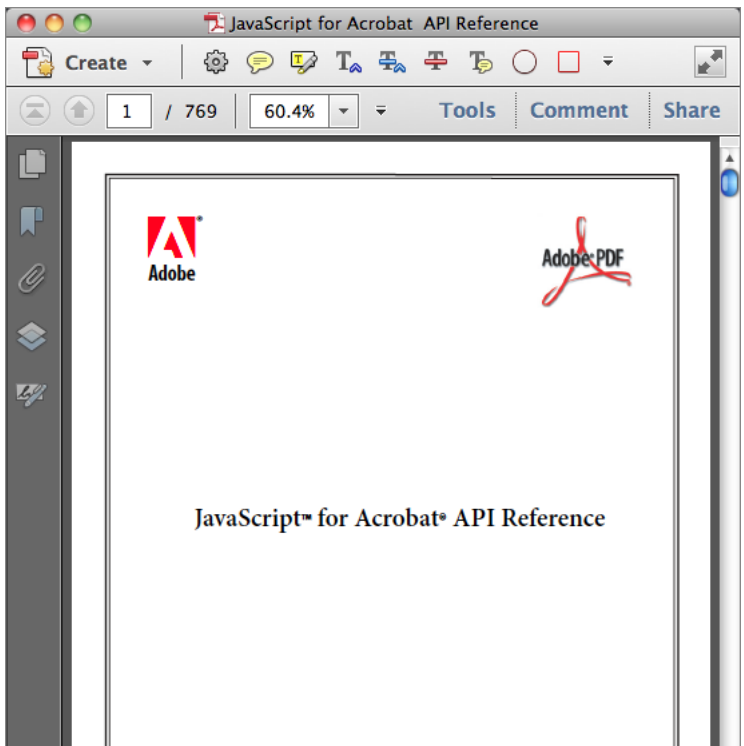 JavaScript for Acrobat API Reference
Create
1 / 769 60.4% Tools Comment Share
Adobe®
Adobe PDF
JavaScript™ for Acrobat® API Reference